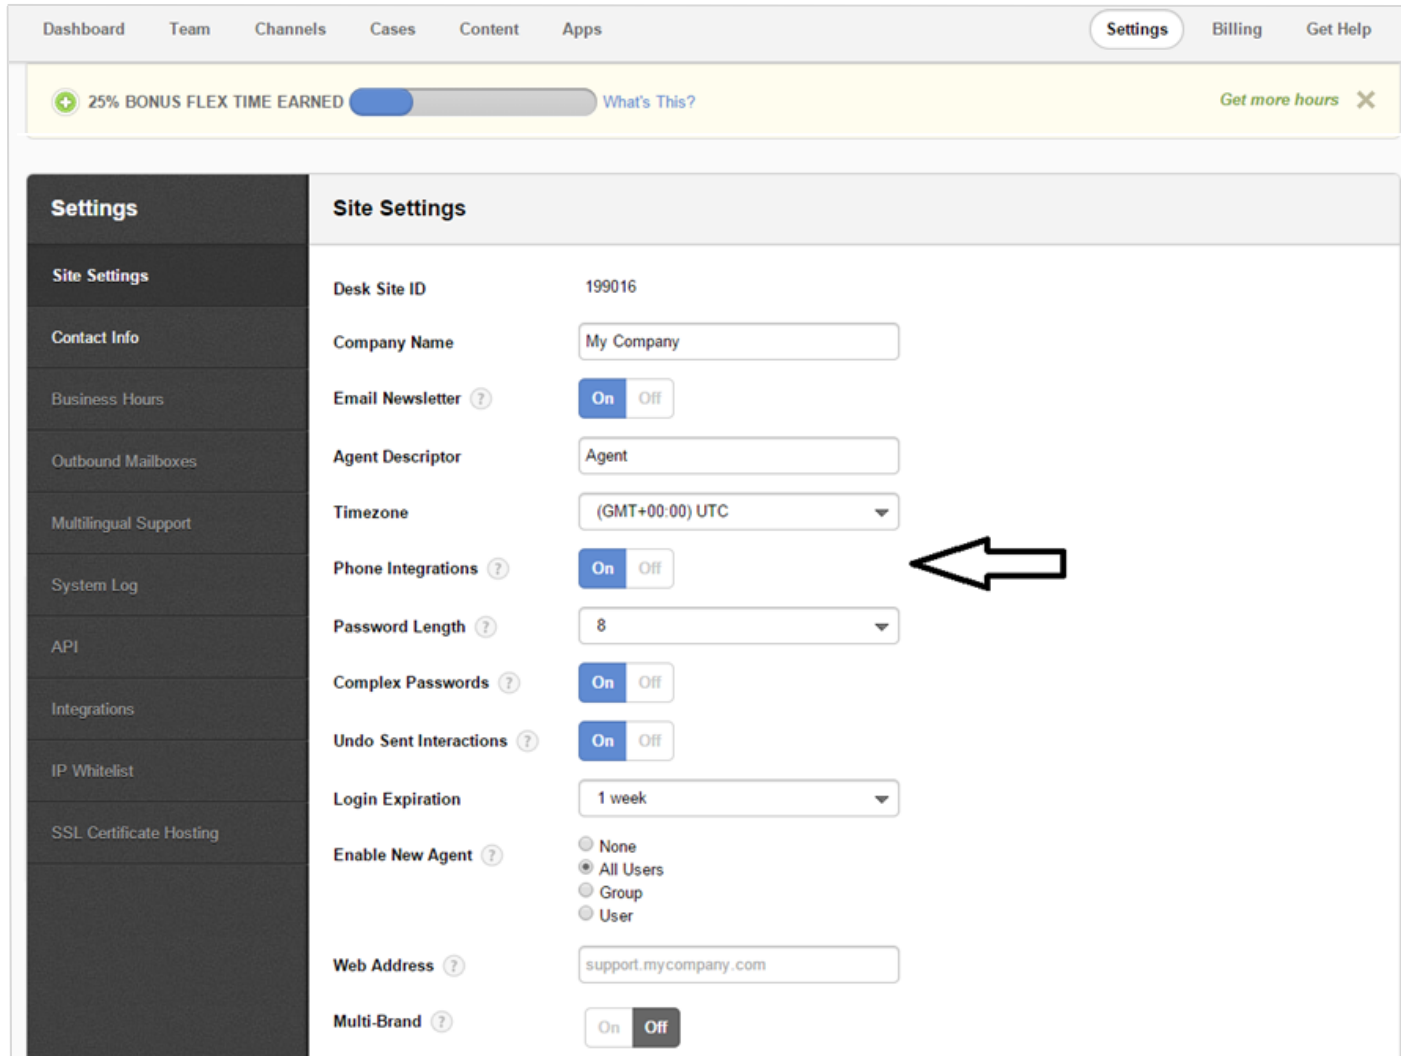 Dashboard Team Channels Cases Content Apps Settings Billing Get Help
25% BONUS FLEX TIME EARNED What's This? Get more hours
Settings
Site Settings
Contact Info
Business Hours
Outbound Mailboxes
Multilingual Support
System Log
API
Integrations
IP Whitelist
SSL Certificate Hosting
Site Settings
Desk Site ID 199016
Company Name My Company
Email Newsletter ? On Off
Agent Descriptor Agent
Timezone (GMT+00:00) UTC
Phone Integrations ? On Off
Password Length ? 8
Complex Passwords ? On Off
Undo Sent Interactions ? On Off
Login Expiration 1 week
Enable New Agent ? None
All Users
Group
User
Web Address ? support.mycompany.com
Multi-Brand ? On Off